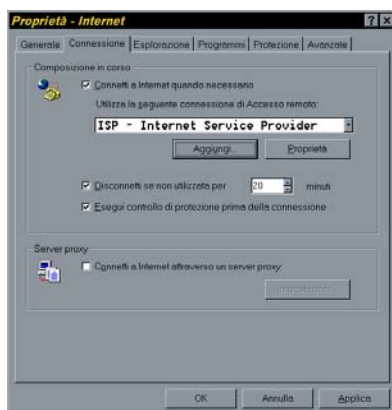 Proprietà - Internet
Generale Connessione Esplorazione Programmi Protezione Avanzate
Composizione in corso
Connetti a Internet quando necessario
Utilizza la seguente connessione di Accesso remoto:
ISP - Internet Service Provider
Aggiungi... Proprietà
Disconnetti se non utilizzata per 20 minuti
Esegui controllo di protezione prima della connessione
Server proxy
Connetti a Internet attraverso un server proxy
Impostazioni...
OK Annulla Applica